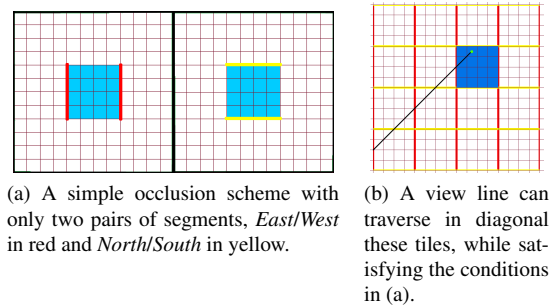 (a) A simple occlusion scheme with
only two pairs of segments, East/West
in red and North/South in yellow.
(b) A view line can
traverse in diagonal
these tiles, while sat-
isfying the conditions
in (a).